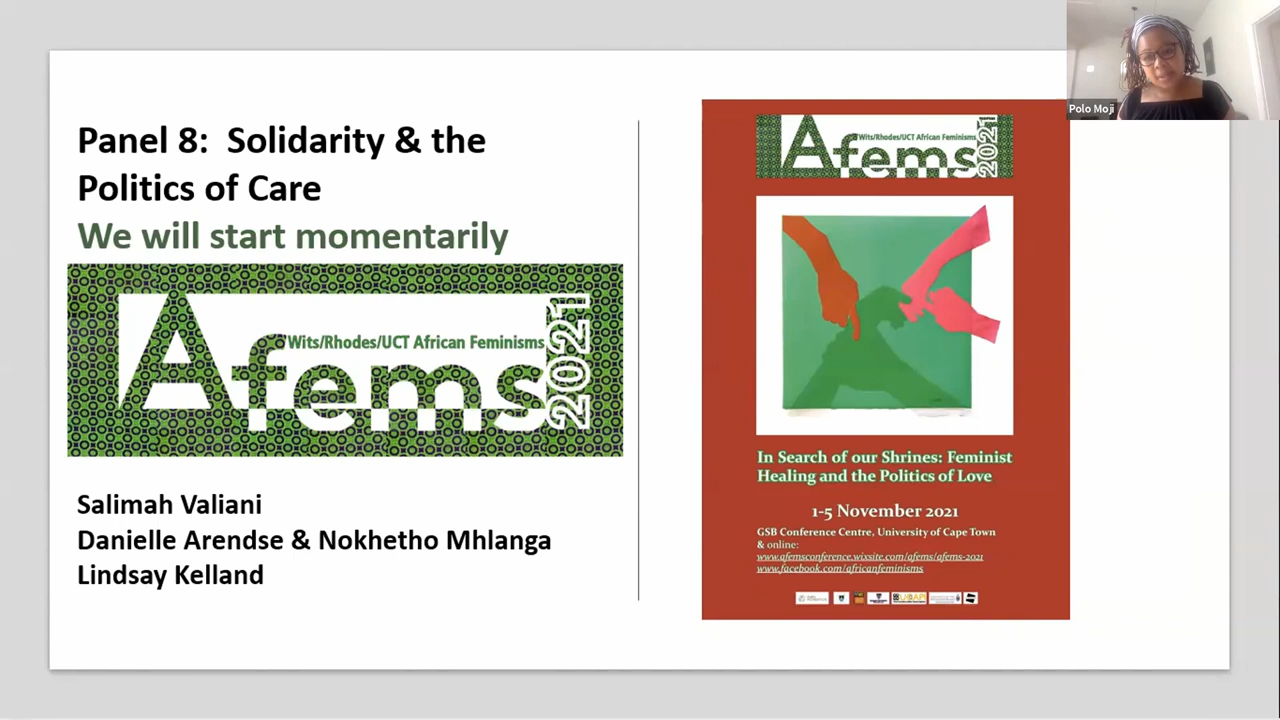 Panel 8: Solidarity & the
Politics of Care
We will start momentarily
Wits/Rhodes/UCT African Feminisms
Afems
2021
Salimah Valiani
Danielle Arendse & Nokhetho Mhlanga
Lindsay Kelland
Wits/Rhodes/UCT African Feminisms
Afems
2021
In Search of our Shrines: Feminist
Healing and the Politics of Love
1-5 November 2021
GSB Conference Centre, University of Cape Town
& online:
www.afemsconference.wixsite.com/afems/afems-2021
www.facebook.com/africanfeminisms
Polo Moji